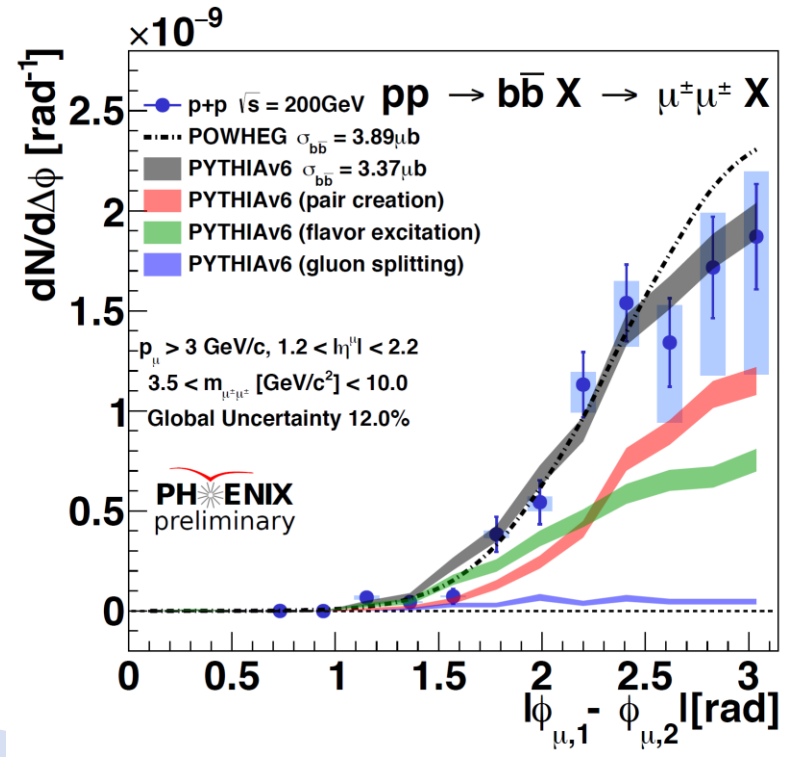 ×10⁻⁹
dN/dΔϕ [rad⁻¹]
pp → bb̅ X → μ±μ± X
p+p √s = 200GeV
POWHEG σbb̅ = 3.89μb
PYTHIAv6 σbb̅ = 3.37μb
PYTHIAv6 (pair creation)
PYTHIAv6 (flavor excitation)
PYTHIAv6 (gluon splitting)
pμ > 3 GeV/c, 1.2 < |ημ| < 2.2
3.5 < mμ±μ± [GeV/c²] < 10.0
Global Uncertainty 12.0%
PHENIX
preliminary
2.5
2
1.5
1
0.5
0
0 0.5 1 1.5 2 2.5 3
|ϕμ,1 - ϕμ,2|[rad]